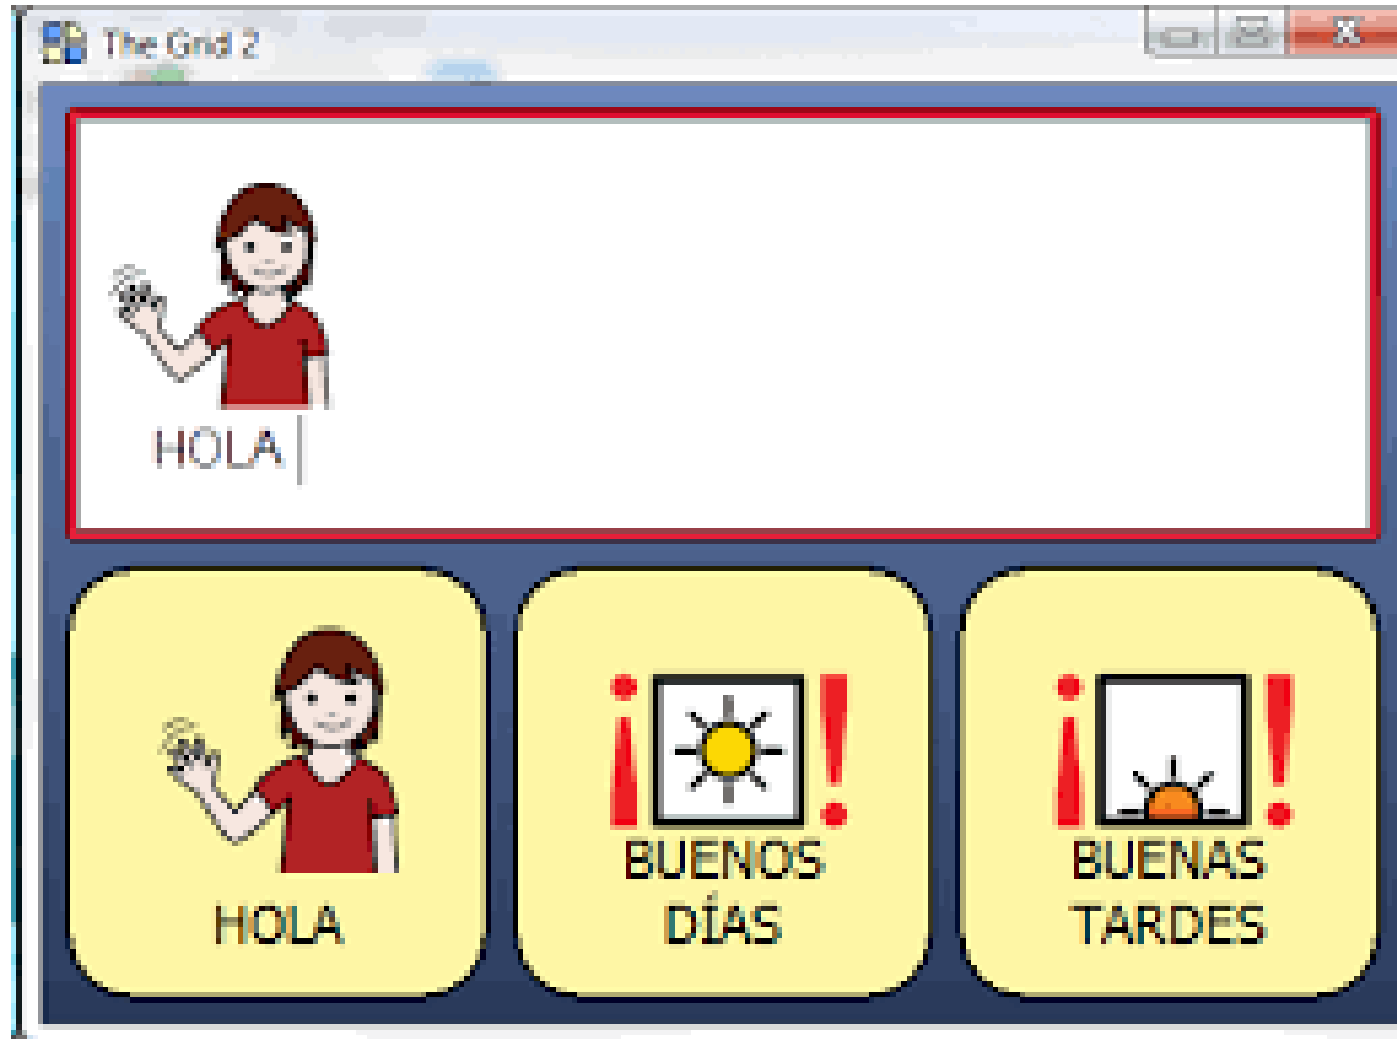 The Grid 2
HOLA
HOLA
BUENOS
DÍAS
BUENAS
TARDES